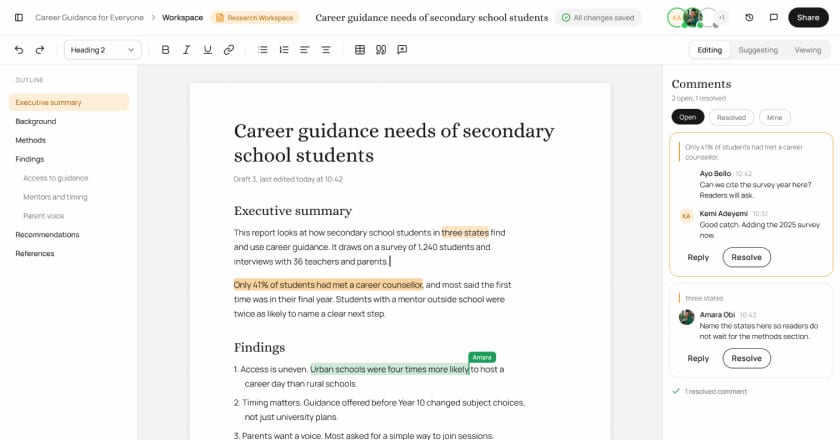 Career Guidance for Everyone > Workspace
Research Workspace
Career guidance needs of secondary school students
All changes saved
KA
+1
Share
Heading 2
B I U
Editing
Suggesting
Viewing
OUTLINE
Executive summary
Background
Methods
Findings
Access to guidance
Mentors and timing
Parent voice
Recommendations
References
Career guidance needs of secondary
school students
Draft 3, last edited today at 10:42
Executive summary
This report looks at how secondary school students in three states find
and use career guidance. It draws on a survey of 1,240 students and
interviews with 36 teachers and parents.
Only 41% of students had met a career counsellor, and most said the first
time was in their final year. Students with a mentor outside school were
twice as likely to name a clear next step.
Findings
Amara
1. Access is uneven. Urban schools were four times more likely to host a
career day than rural schools.
2. Timing matters. Guidance offered before Year 10 changed subject choices,
not just university plans.
3. Parents want a voice. Most asked for a simple way to join sessions.
Comments
2 open, 1 resolved
Open
Resolved
Mine
Only 41% of students had met a career
counsellor.
Ayo Bello 10:42
Can we cite the survey year here?
Readers will ask.
KA
Kemi Adeyemi 10:51
Good catch. Adding the 2025 survey
now.
Reply
Resolve
three states
Amara Obi 10:42
Name the states here so readers do
not wait for the methods section.
Reply
Resolve
1 resolved comment